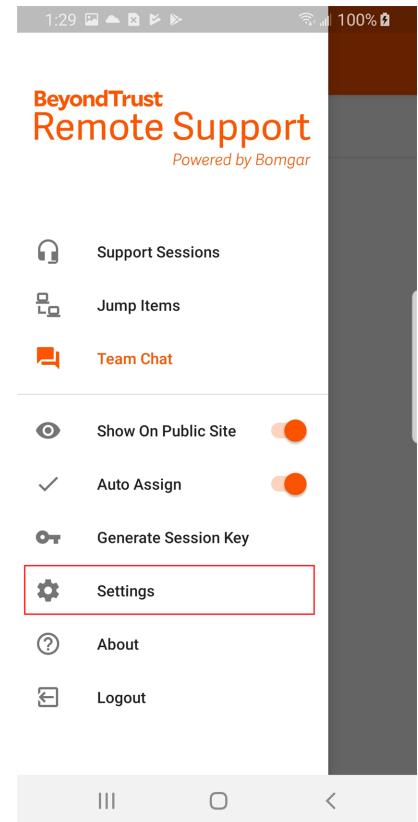 1:29
100%
BeyondTrust
Remote Support
Powered by Bomgar
Support Sessions
Jump Items
Team Chat
Show On Public Site
Auto Assign
Generate Session Key
Settings
About
Logout